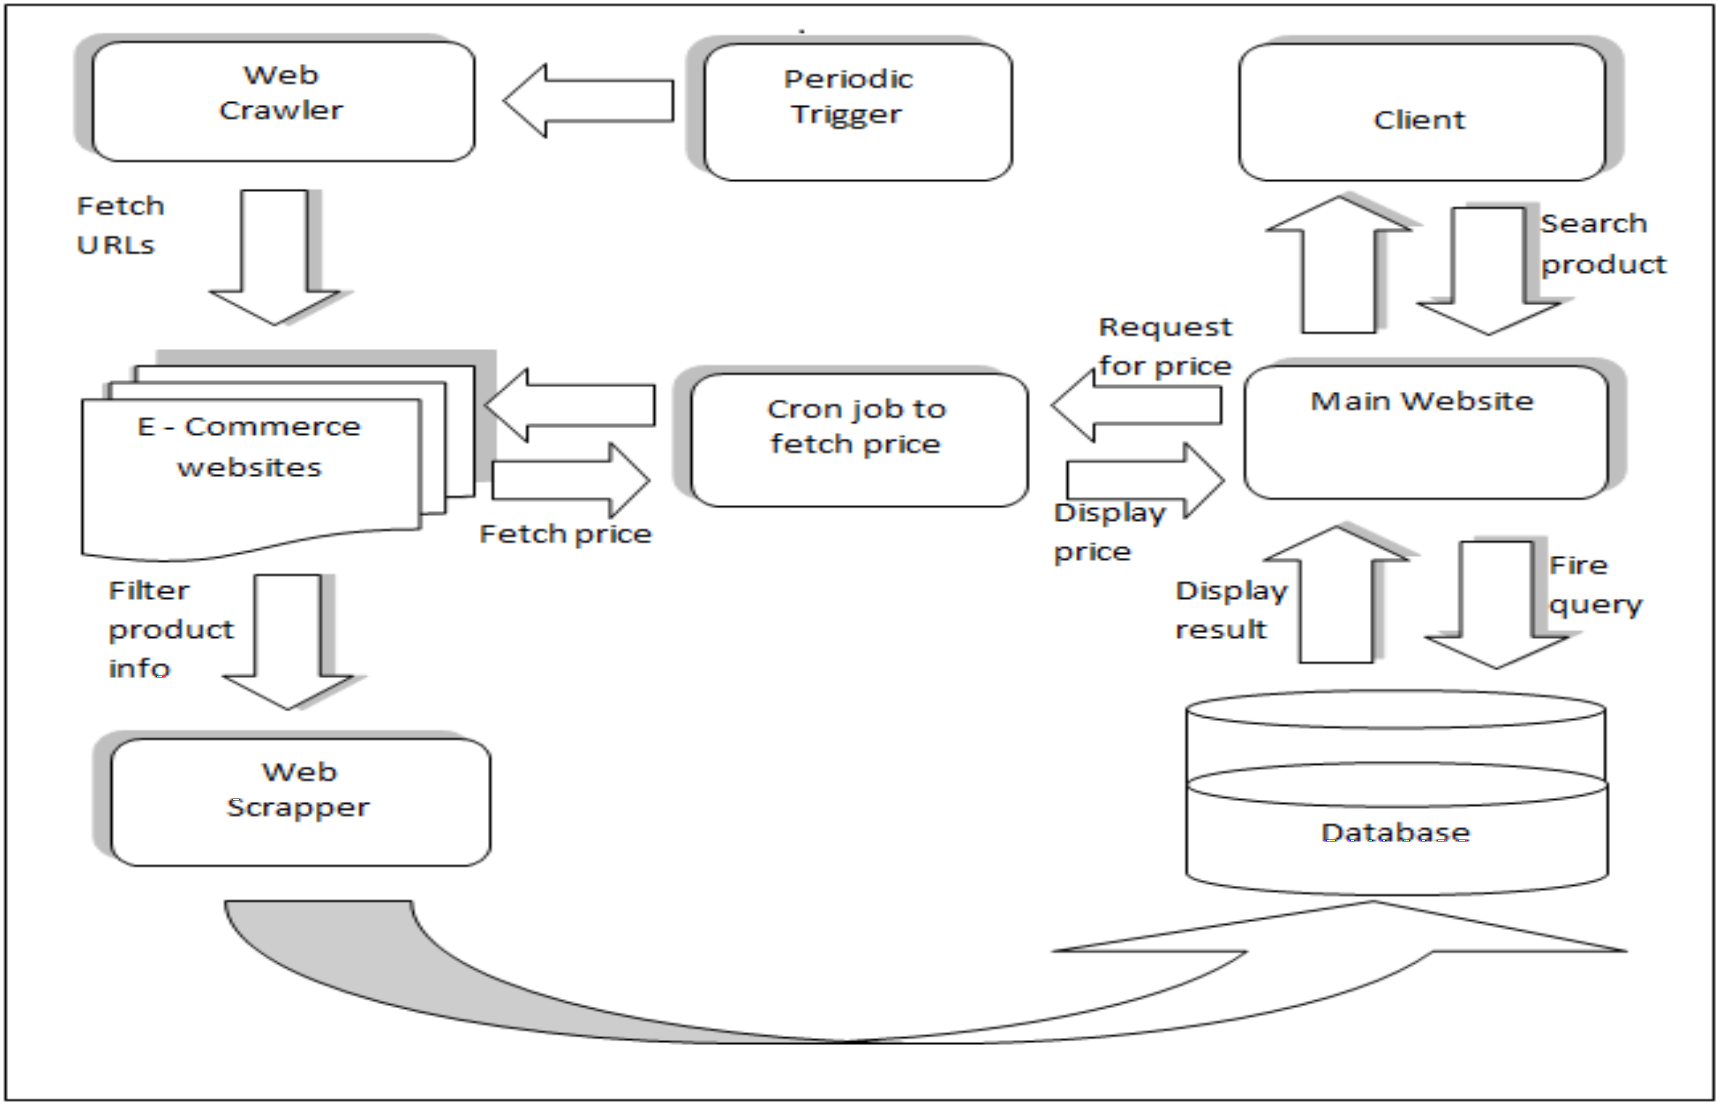 Web
Crawler
Periodic
Trigger
Client
Fetch
URLs
Search
product
Request
for price
E - Commerce
websites
Cron job to
fetch price
Main Website
Fetch price
Display
price
Filter
product
info
Display
result
Fire
query
Web
Scrapper
Database